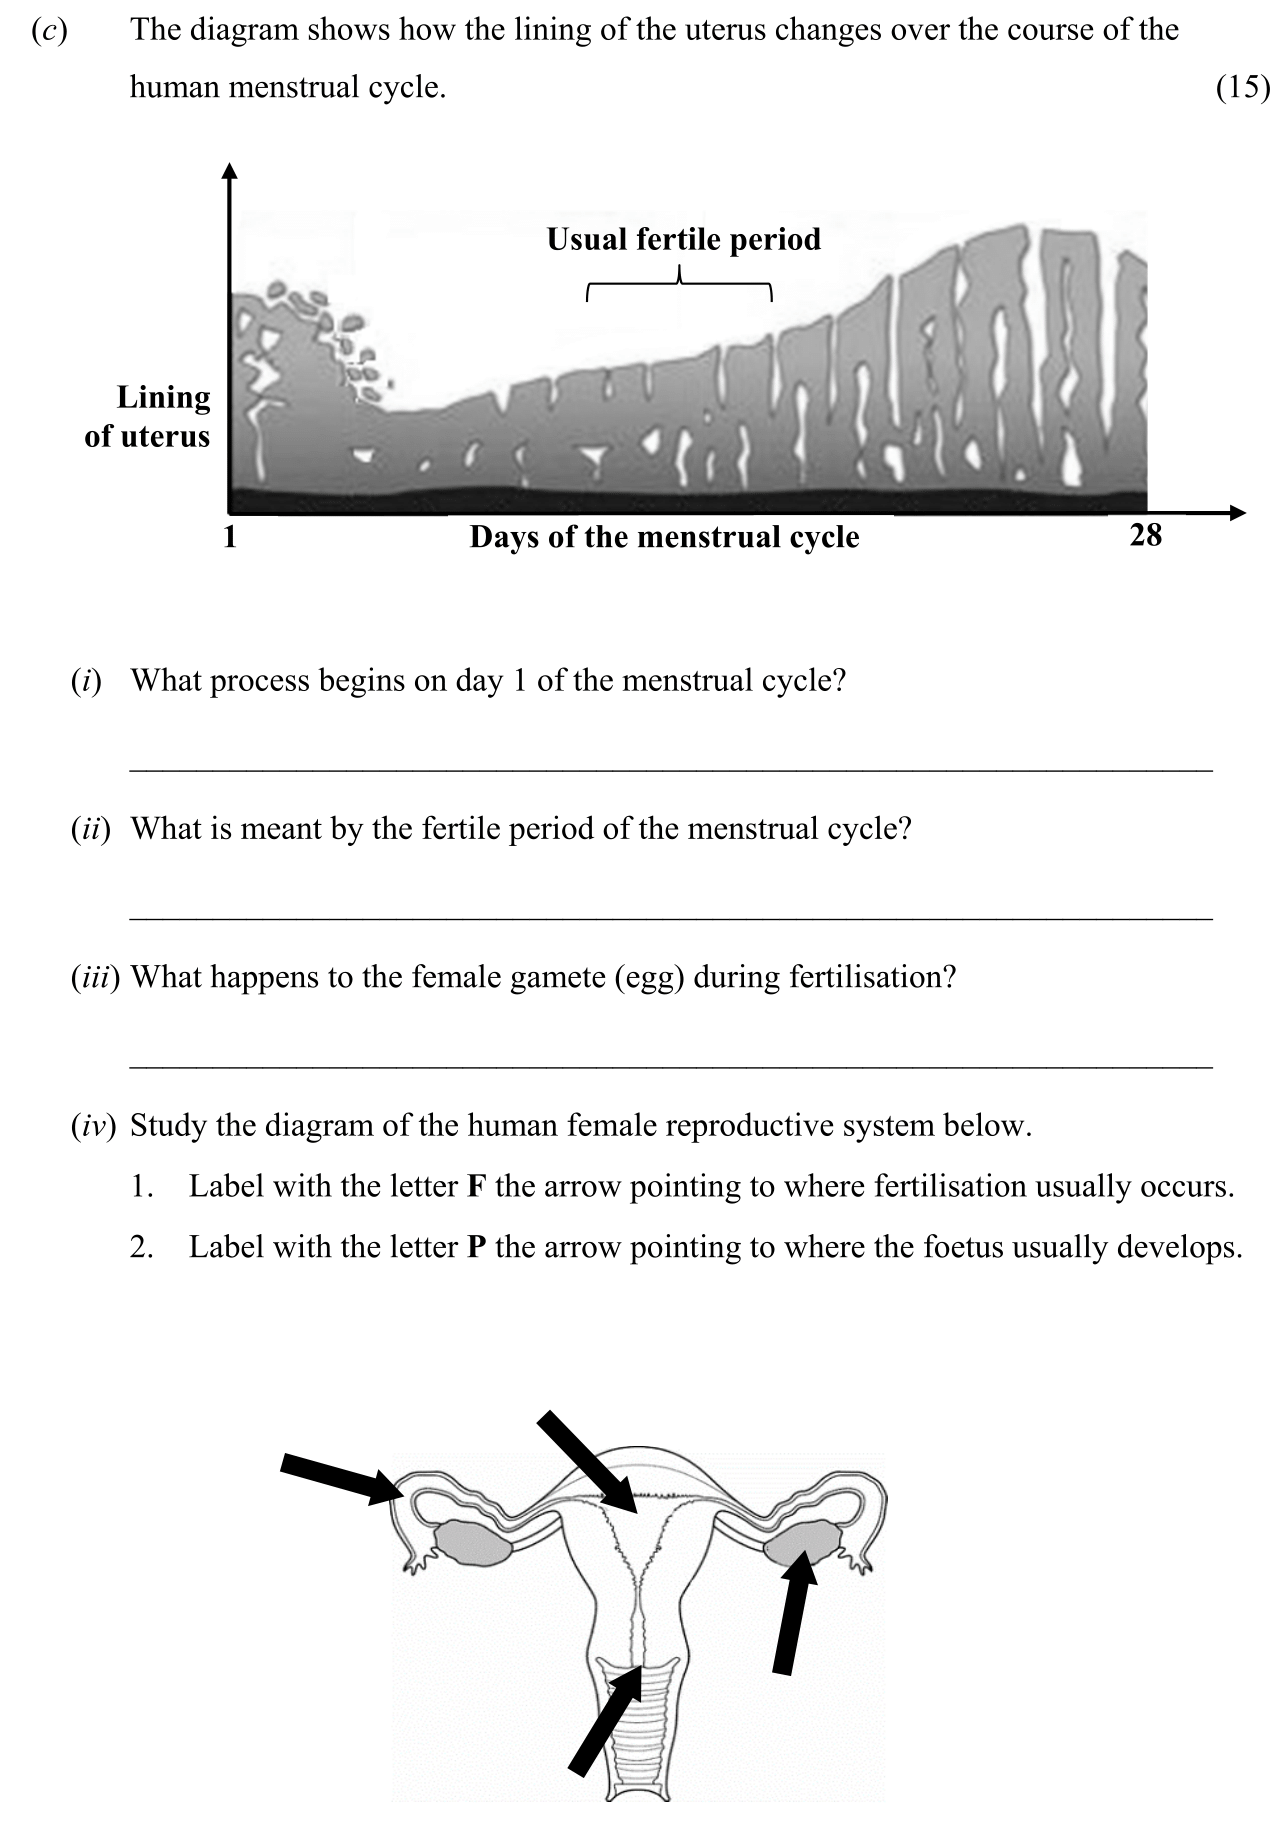 (c) The diagram shows how the lining of the uterus changes over the course of the
human menstrual cycle. (15)
Usual fertile period
Lining
of uterus
1 Days of the menstrual cycle 28
(i) What process begins on day 1 of the menstrual cycle?
(ii) What is meant by the fertile period of the menstrual cycle?
(iii) What happens to the female gamete (egg) during fertilisation?
(iv) Study the diagram of the human female reproductive system below.
1. Label with the letter F the arrow pointing to where fertilisation usually occurs.
2. Label with the letter P the arrow pointing to where the foetus usually develops.